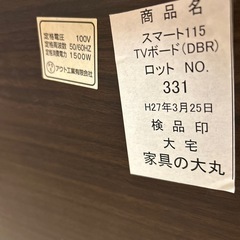 定格電圧 100V
定格周波数 50/60HZ
定格消費電力 1500W
アウト工業有限会社
商品名
スマート115
TVボード(DBR)
ロット NO.
331
H27年3月25日
検品印
大宅
家具の大丸